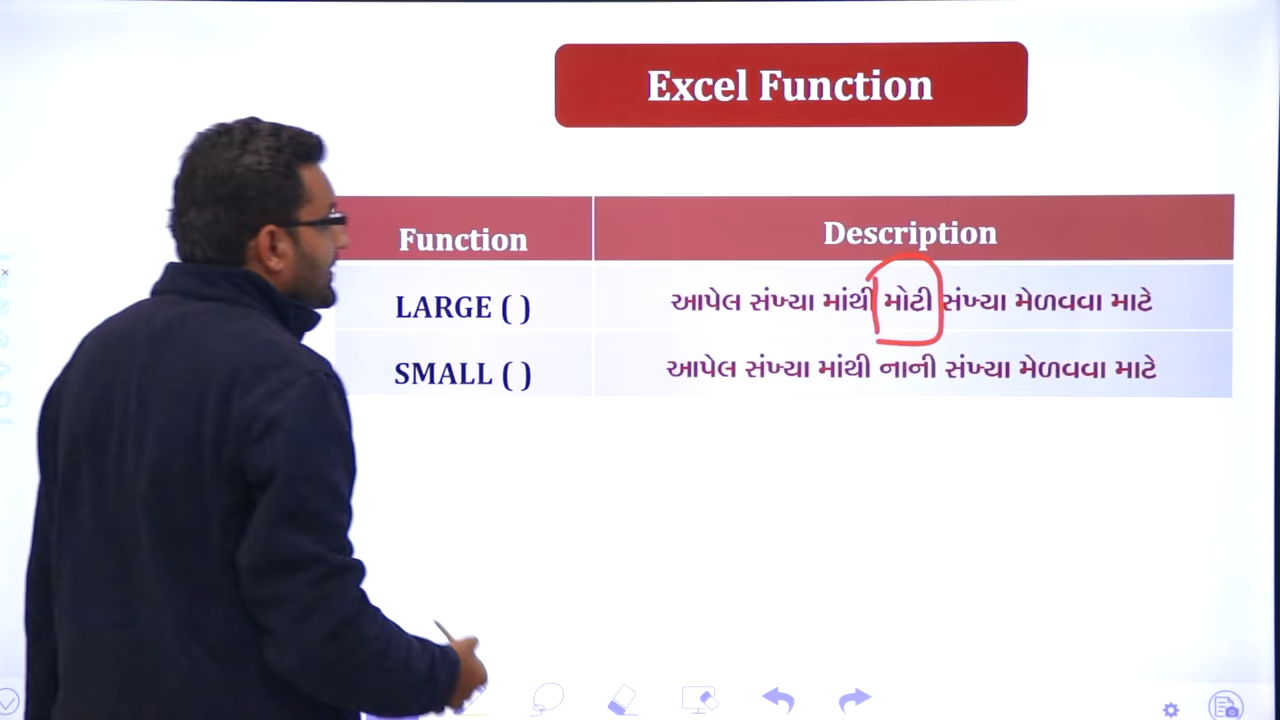 Excel Function
Function Description
LARGE ( ) આપેલ સંખ્યા માંથી મોટી સંખ્યા મેળવવા માટે
SMALL ( ) આપેલ સંખ્યા માંથી નાની સંખ્યા મેળવવા માટે